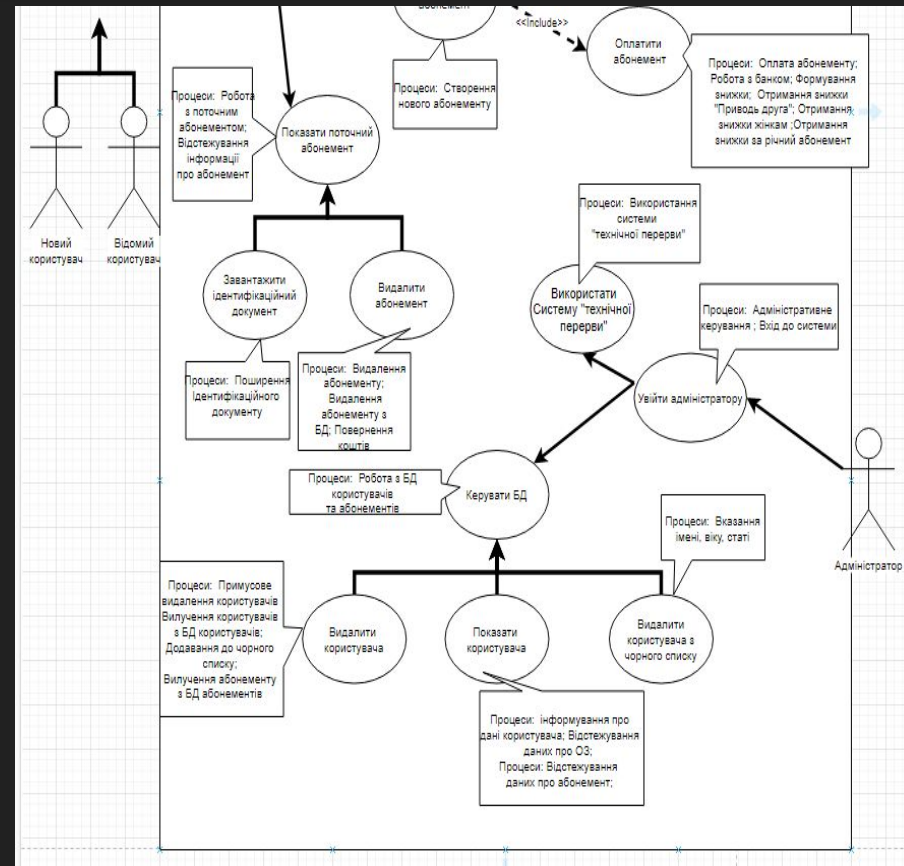 абонемент
<<include>>
Оплатити
абонемент
Процеси: Оплата абонементу;
Робота з банком; Формування
знижки; Отримання знижки
"Приводь друга"; Отримання
знижки жінкам ;Отримання
знижки за річний абонемент
Процеси: Створення
нового абонементу
Процеси: Робота
з поточним
абонементом;
Відстежування
інформації
про абонемент
Показати поточний
абонемент
Новий
користувач
Відомий
користувач
Завантажити
ідентифікаційний
документ
Видалити
абонемент
Процеси: Використання
системи
"технічної перерви"
Використати
Систему "технічної
перерви"
Процеси: Адміністративне
керування ; Вхід до системи
Увійти адміністратору
Процеси: Поширення
Ідентифікаційного
документу
Процеси: Видалення
абонементу;
Видалення
абонементу з
БД; Повернення
коштів
Процеси: Робота з БД
користувачів
та абонементів
Керувати БД
Процеси: Вказання
імені, віку, статі
Адміністратор
Процеси: Примусове
видалення користувачів
Вилучення користувачів
з БД користувачів;
Додавання до чорного
списку;
Вилучення абонементу
з БД абонементів
Видалити
користувача
Показати
користувача
Видалити
користувача з
чорного списку
Процеси: інформування про
дані користувача; Відстежування
даних про ОЗ;
Процеси: Відстежування
даних про абонемент;